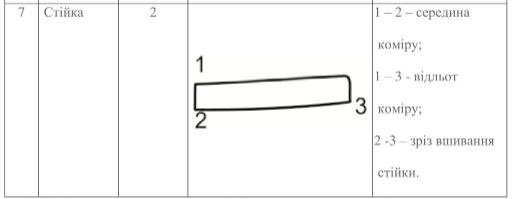 7 Стійка 2
1 – 2 – середина
коміру;
1 – 3 - відльот
коміру;
2 -3 – зріз вшивання
стійки.
1
2
3